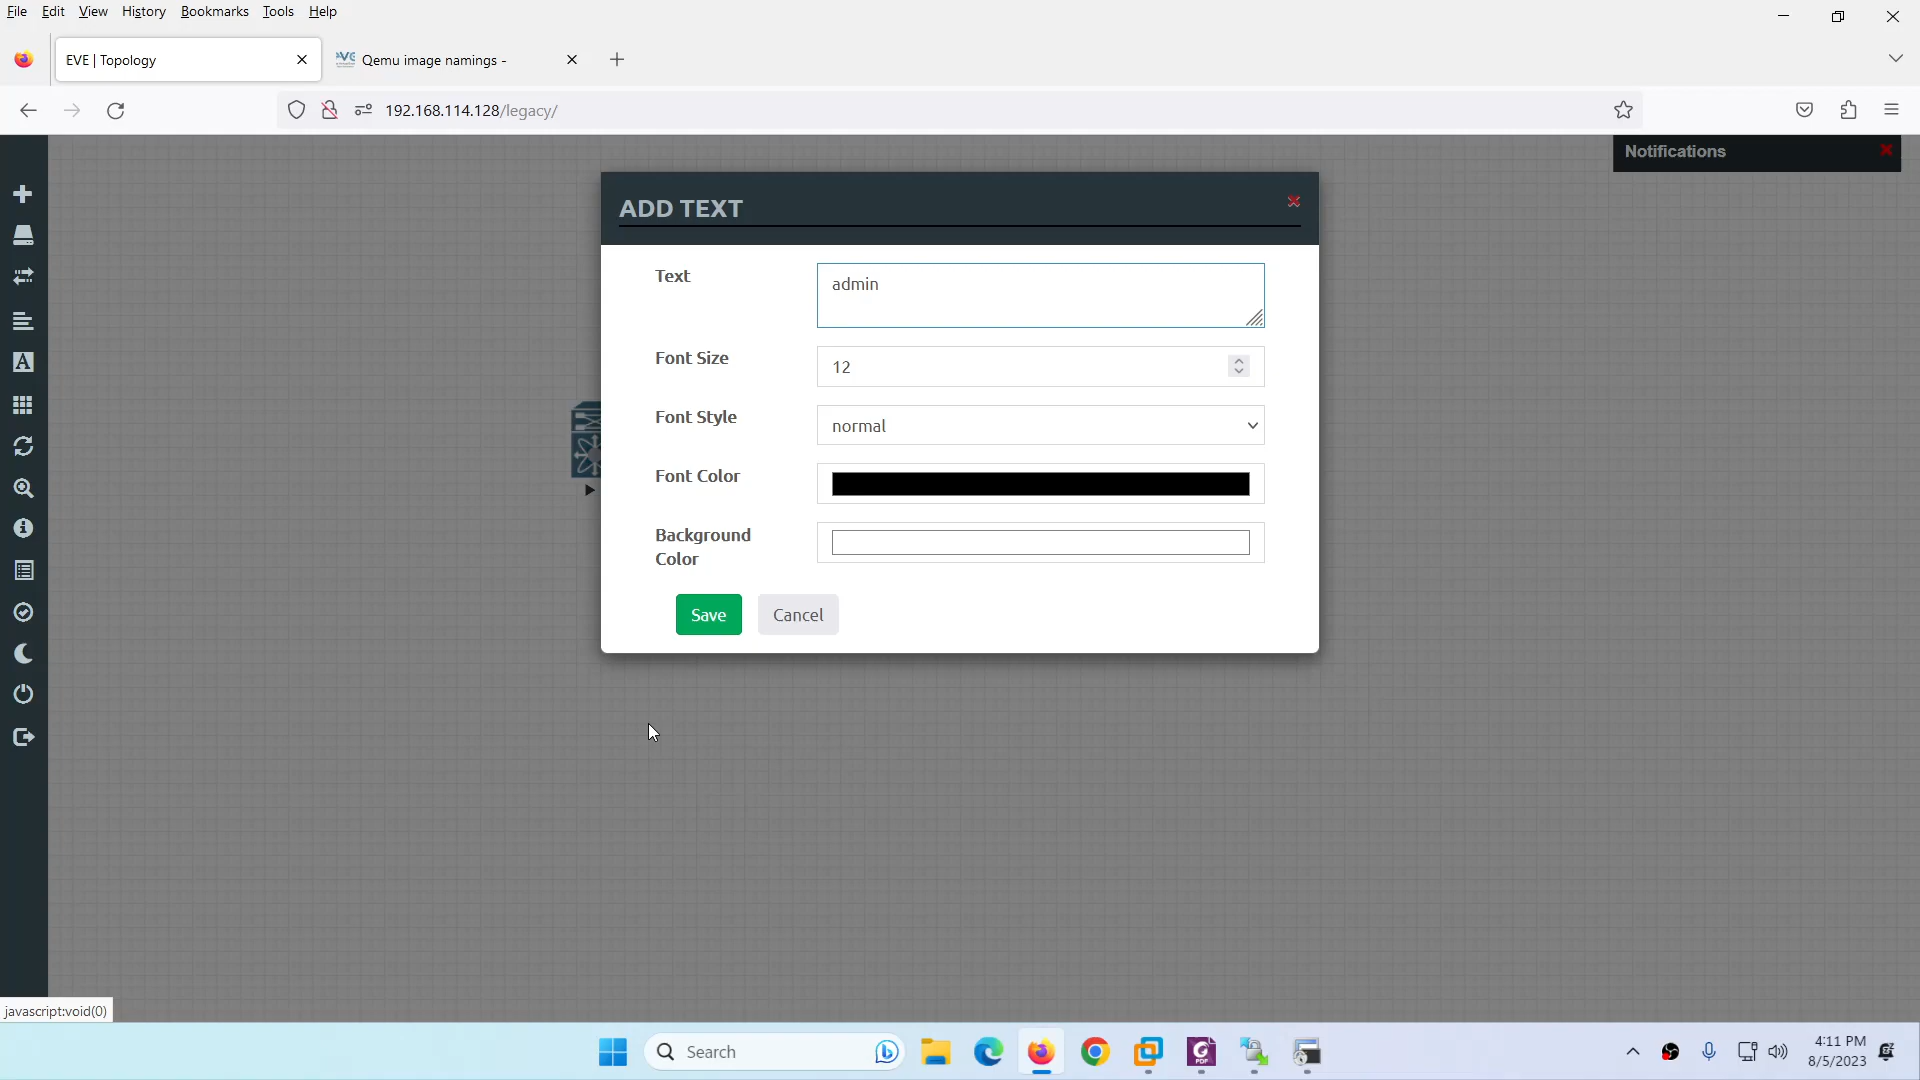 File Edit View History Bookmarks Tools Help
EVE | Topology
Qemu image namings -
192.168.114.128/legacy/
Notifications
ADD TEXT
Text
admin
Font Size
12
Font Style
normal
Font Color
Background
Color
Save
Cancel
javascript:void(0)
Search
4:11 PM
8/5/2023